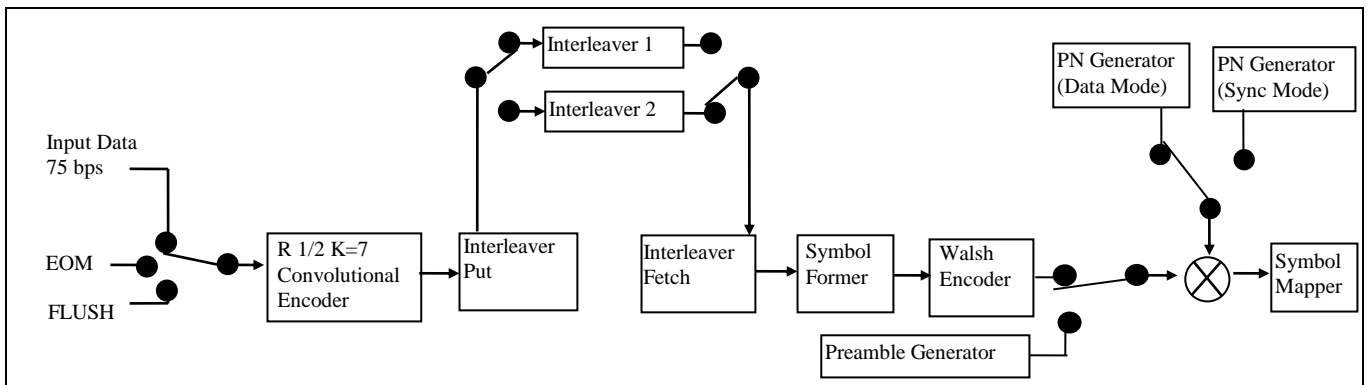 Interleaver 1
Interleaver 2
PN Generator
(Data Mode)
PN Generator
(Sync Mode)
Input Data
75 bps
EOM
FLUSH
R 1/2 K=7
Convolutional
Encoder
Interleaver
Put
Interleaver
Fetch
Symbol
Former
Walsh
Encoder
Symbol
Mapper
Preamble Generator